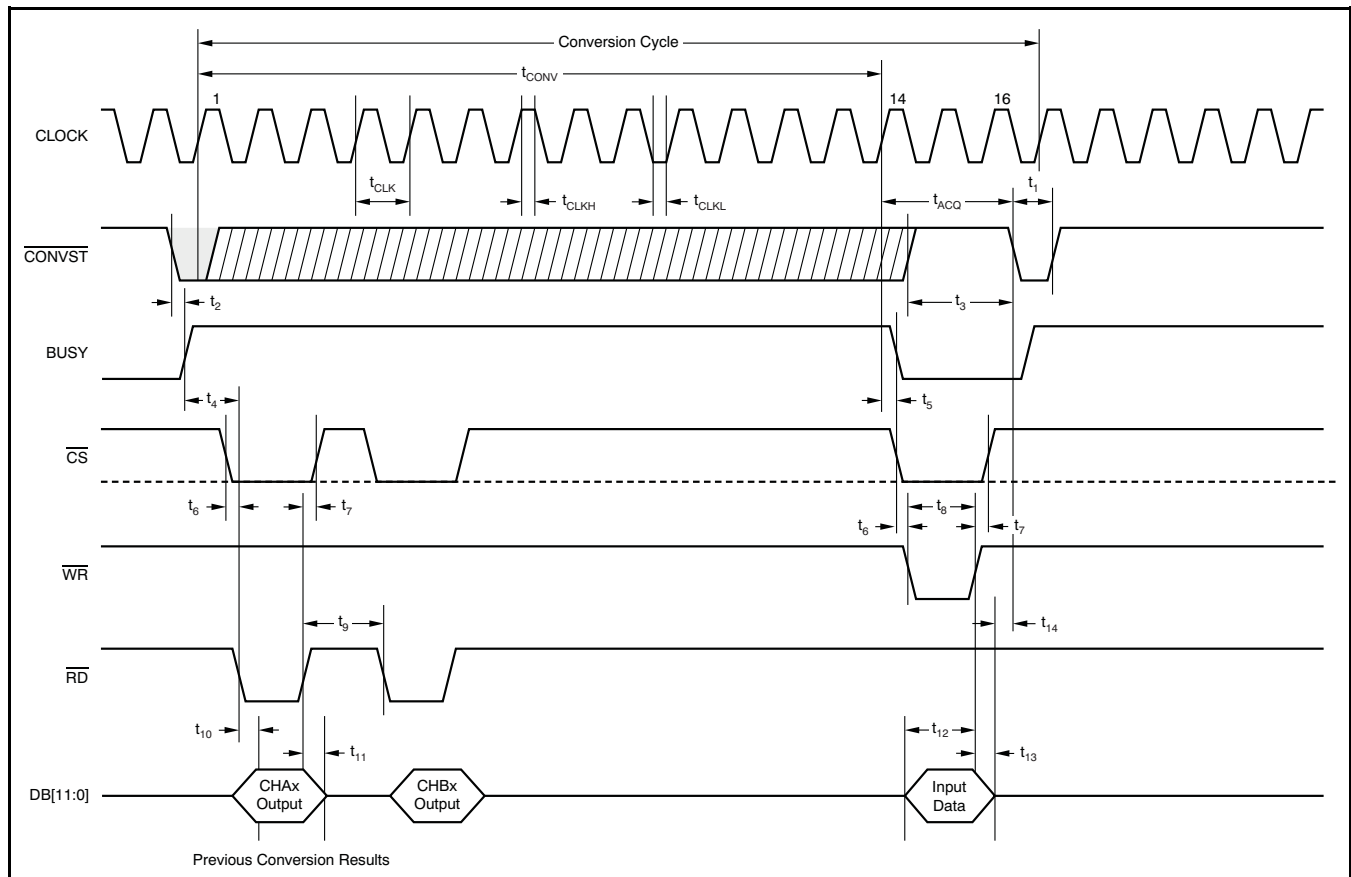 Conversion Cycle
tCONV
1
14
16
CLOCK
tCLK
tCLKH
tCLKL
tACQ
t1
CONVST
t2
t3
BUSY
t4
t5
CS
t6
t7
t8
t6
t7
WR
t9
t14
RD
t10
t11
t12
t13
DB[11:0]
CHAx
Output
CHBx
Output
Input
Data
Previous Conversion Results